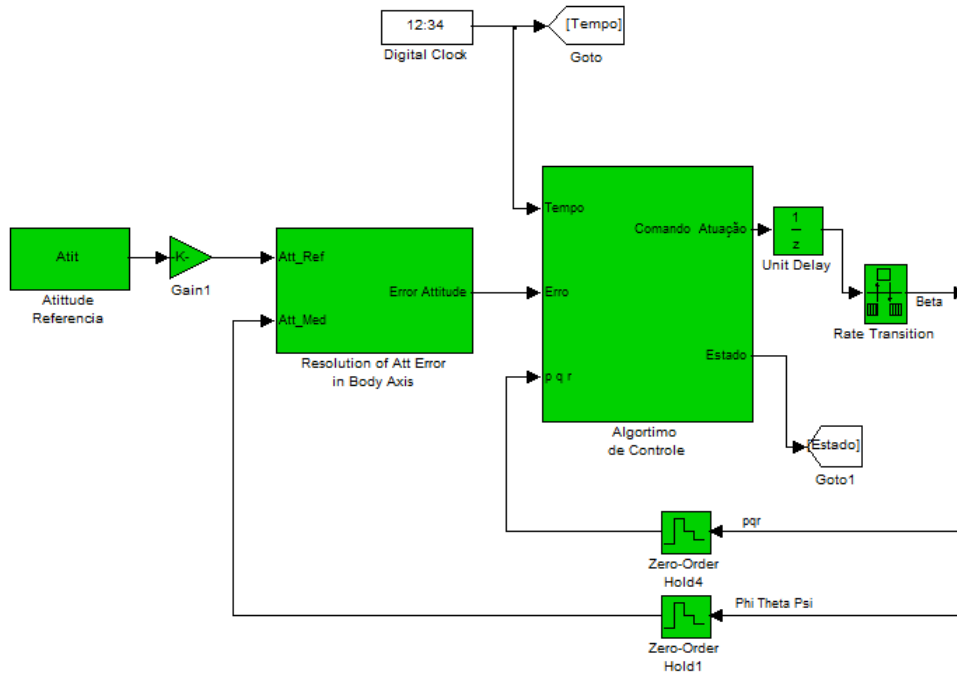 12:34
Digital Clock
[Tempo]
Goto
Atit
Atittude
Referencia
-K-
Gain1
Att_Ref
Error Attitude
Att_Med
Resolution of Att Error
in Body Axis
Tempo
Comando Atuação
Erro
Estado
p q r
Algortimo
de Controle
1
z
Unit Delay
Rate Transition
Beta
[Estado]
Goto1
pqr
Zero-Order
Hold4
Phi Theta Psi
Zero-Order
Hold1